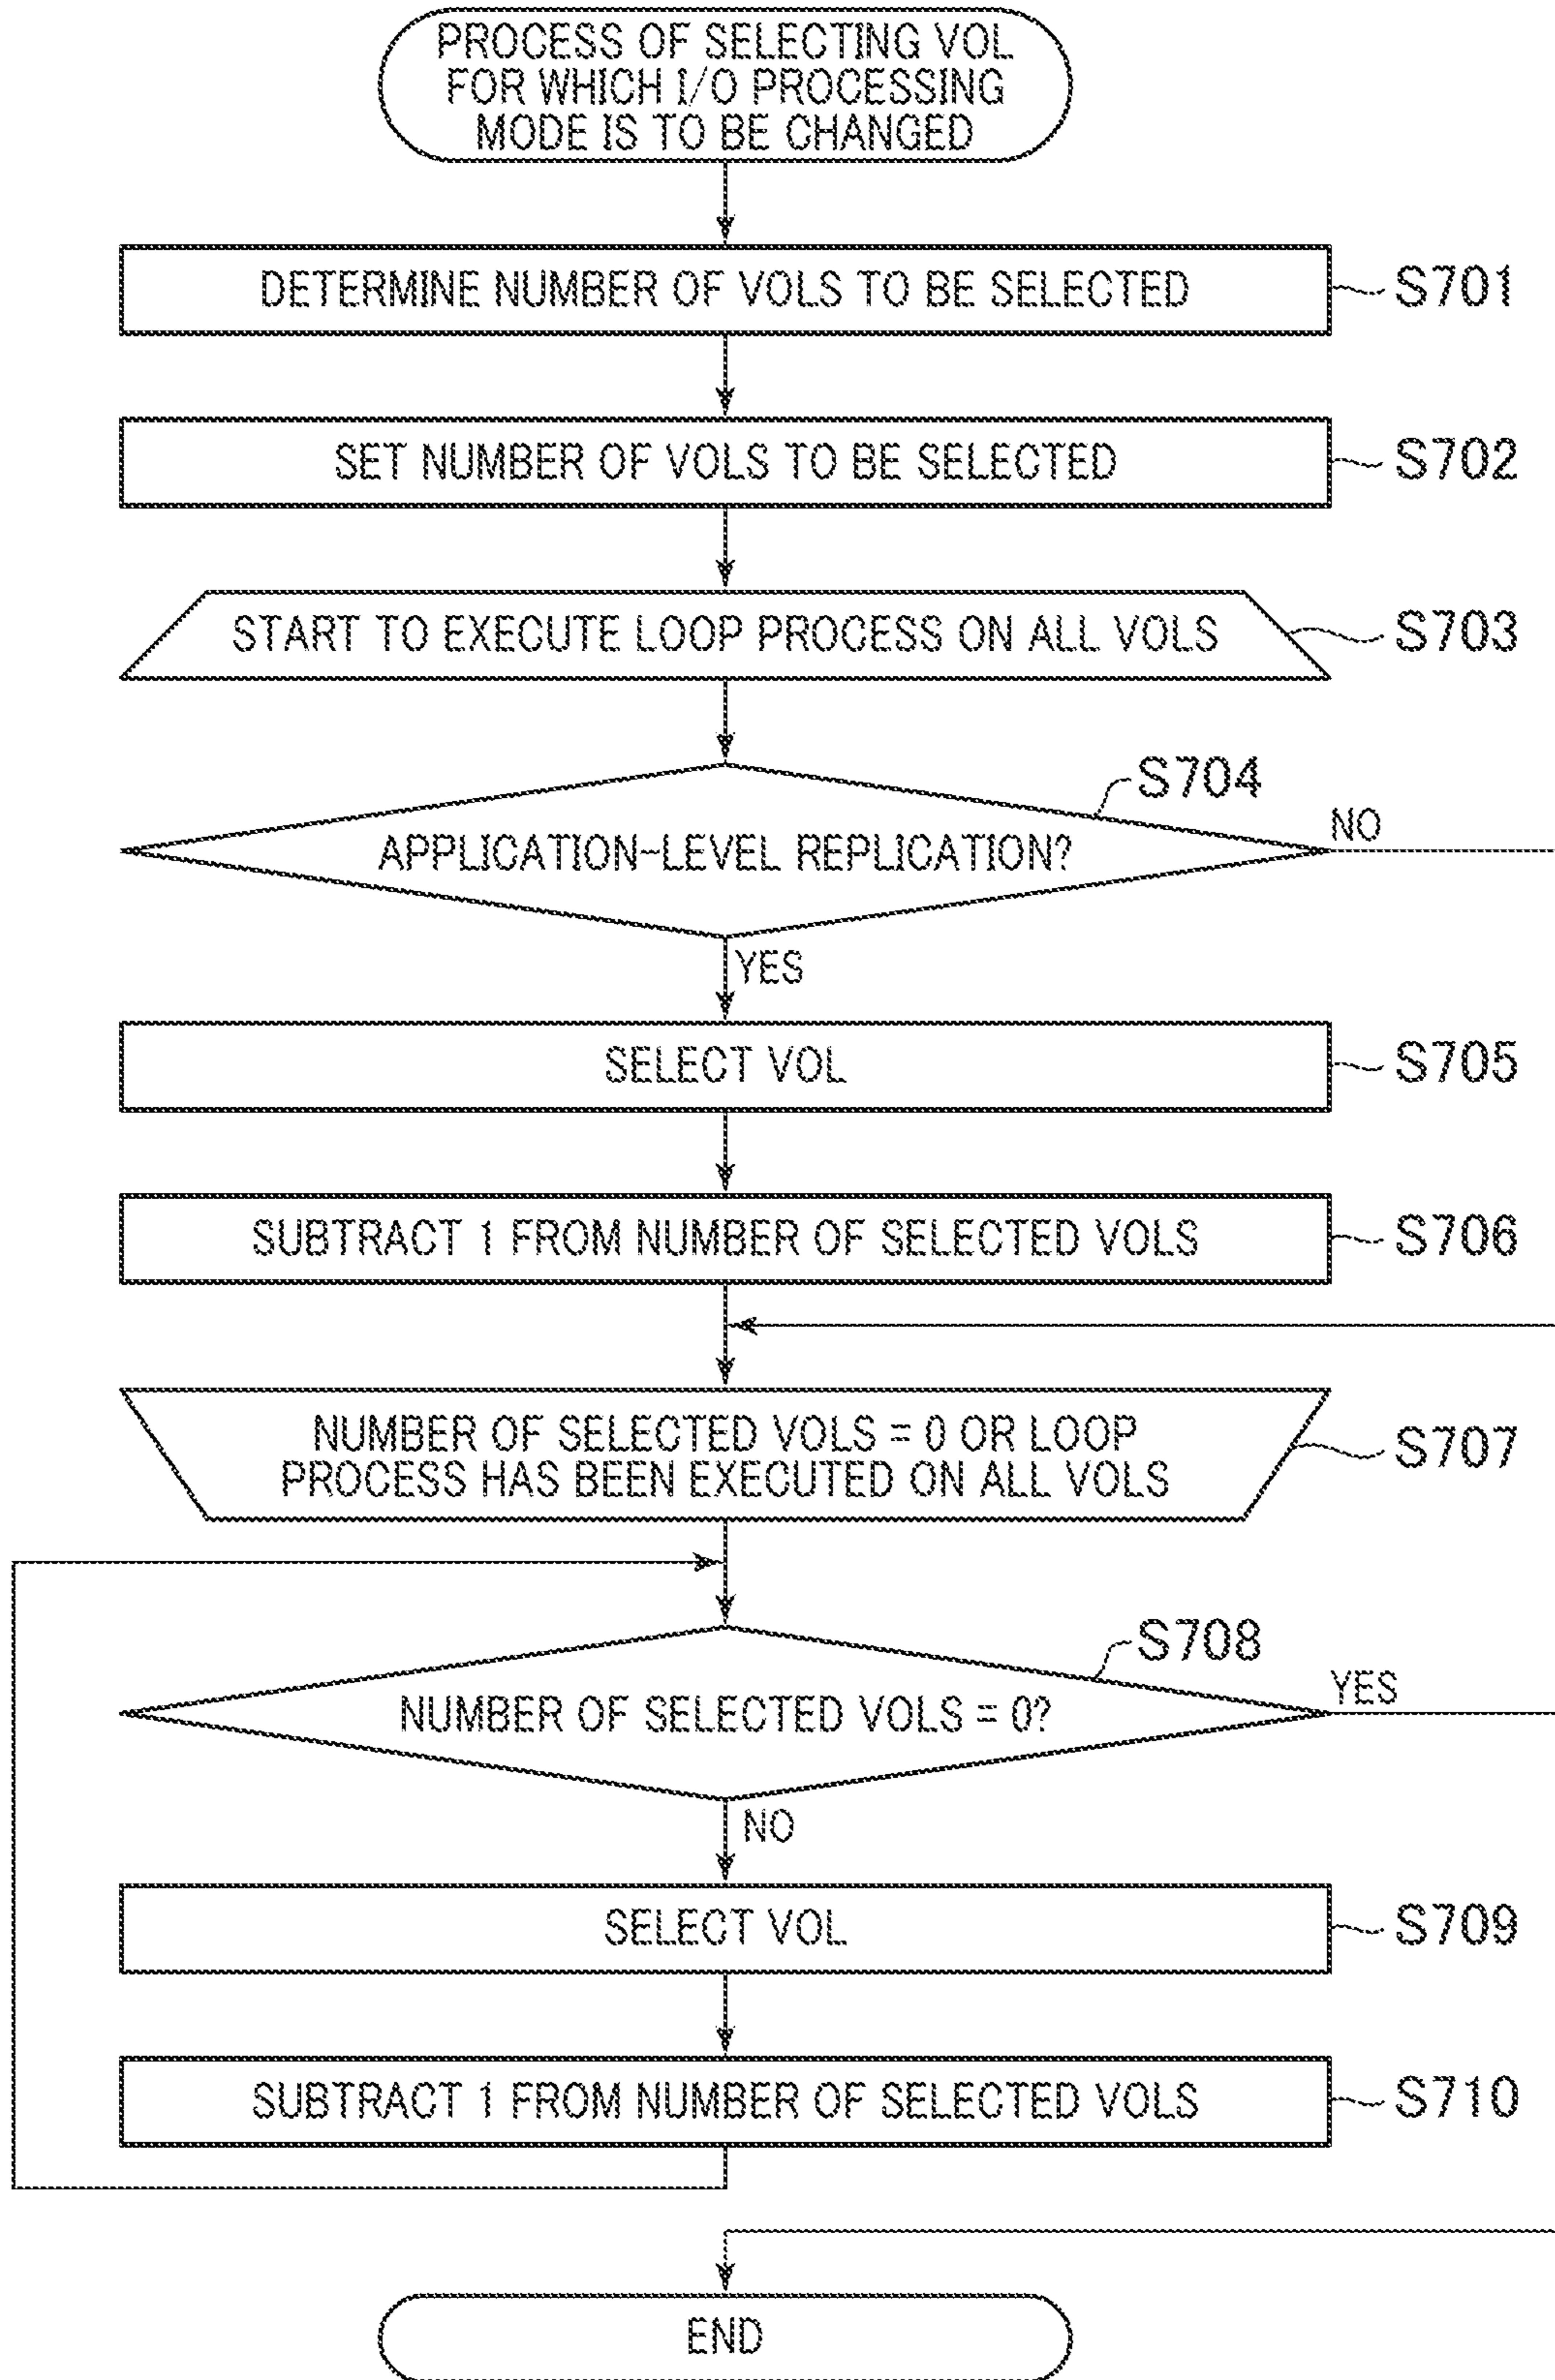 PROCESS OF SELECTING VOL
FOR WHICH I/O PROCESSING
MODE IS TO BE CHANGED
DETERMINE NUMBER OF VOLS TO BE SELECTED
S701
SET NUMBER OF VOLS TO BE SELECTED
S702
START TO EXECUTE LOOP PROCESS ON ALL VOLS
S703
S704
APPLICATION-LEVEL REPLICATION?
NO
YES
SELECT VOL
S705
SUBTRACT 1 FROM NUMBER OF SELECTED VOLS
S706
NUMBER OF SELECTED VOLS = 0 OR LOOP
PROCESS HAS BEEN EXECUTED ON ALL VOLS
S707
S708
NUMBER OF SELECTED VOLS = 0?
YES
NO
SELECT VOL
S709
SUBTRACT 1 FROM NUMBER OF SELECTED VOLS
S710
END